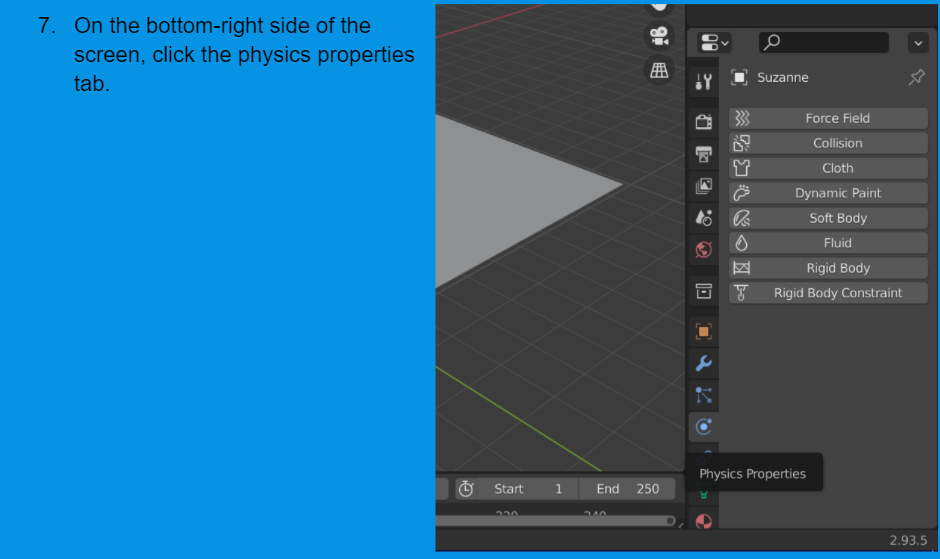 7. On the bottom-right side of the
screen, click the physics properties
tab.
Suzanne
Force Field
Collision
Cloth
Dynamic Paint
Soft Body
Fluid
Rigid Body
Rigid Body Constraint
Physics Properties
Start 1 End 250
2.93.5